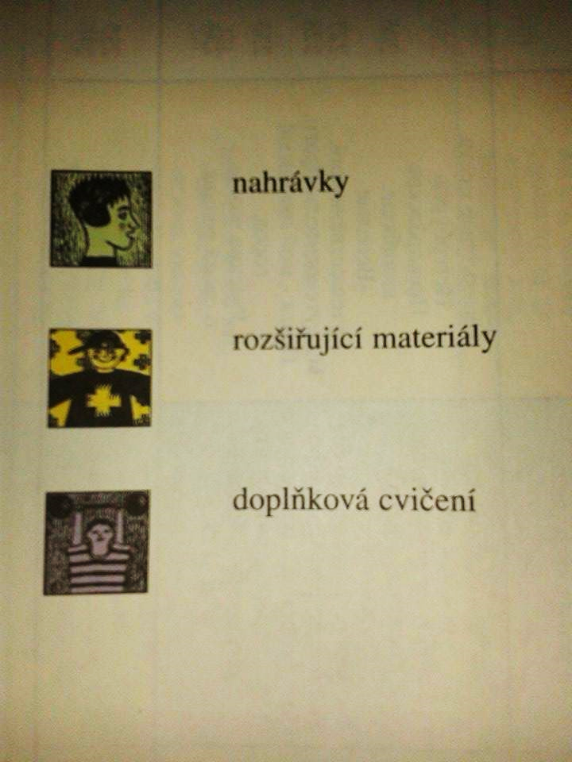 nahrávky
rozšiřující materiály
doplňková cvičení